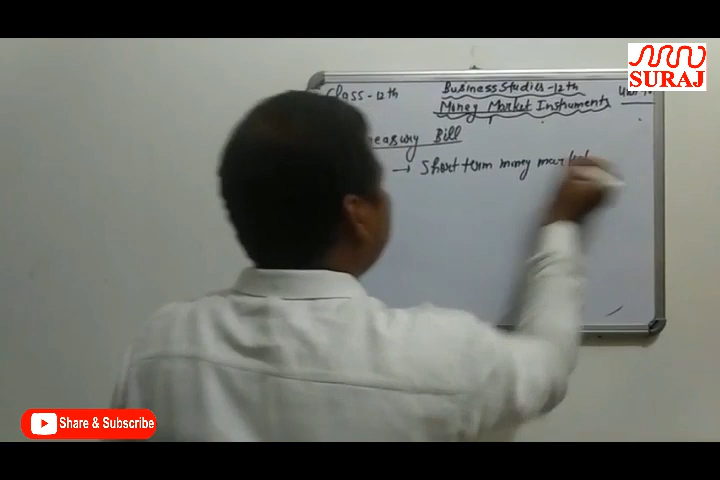 SURAJ
Class-12th
Business Studies-12th
Money Market Instruments
Bill
→ Short term money
Share & Subscribe